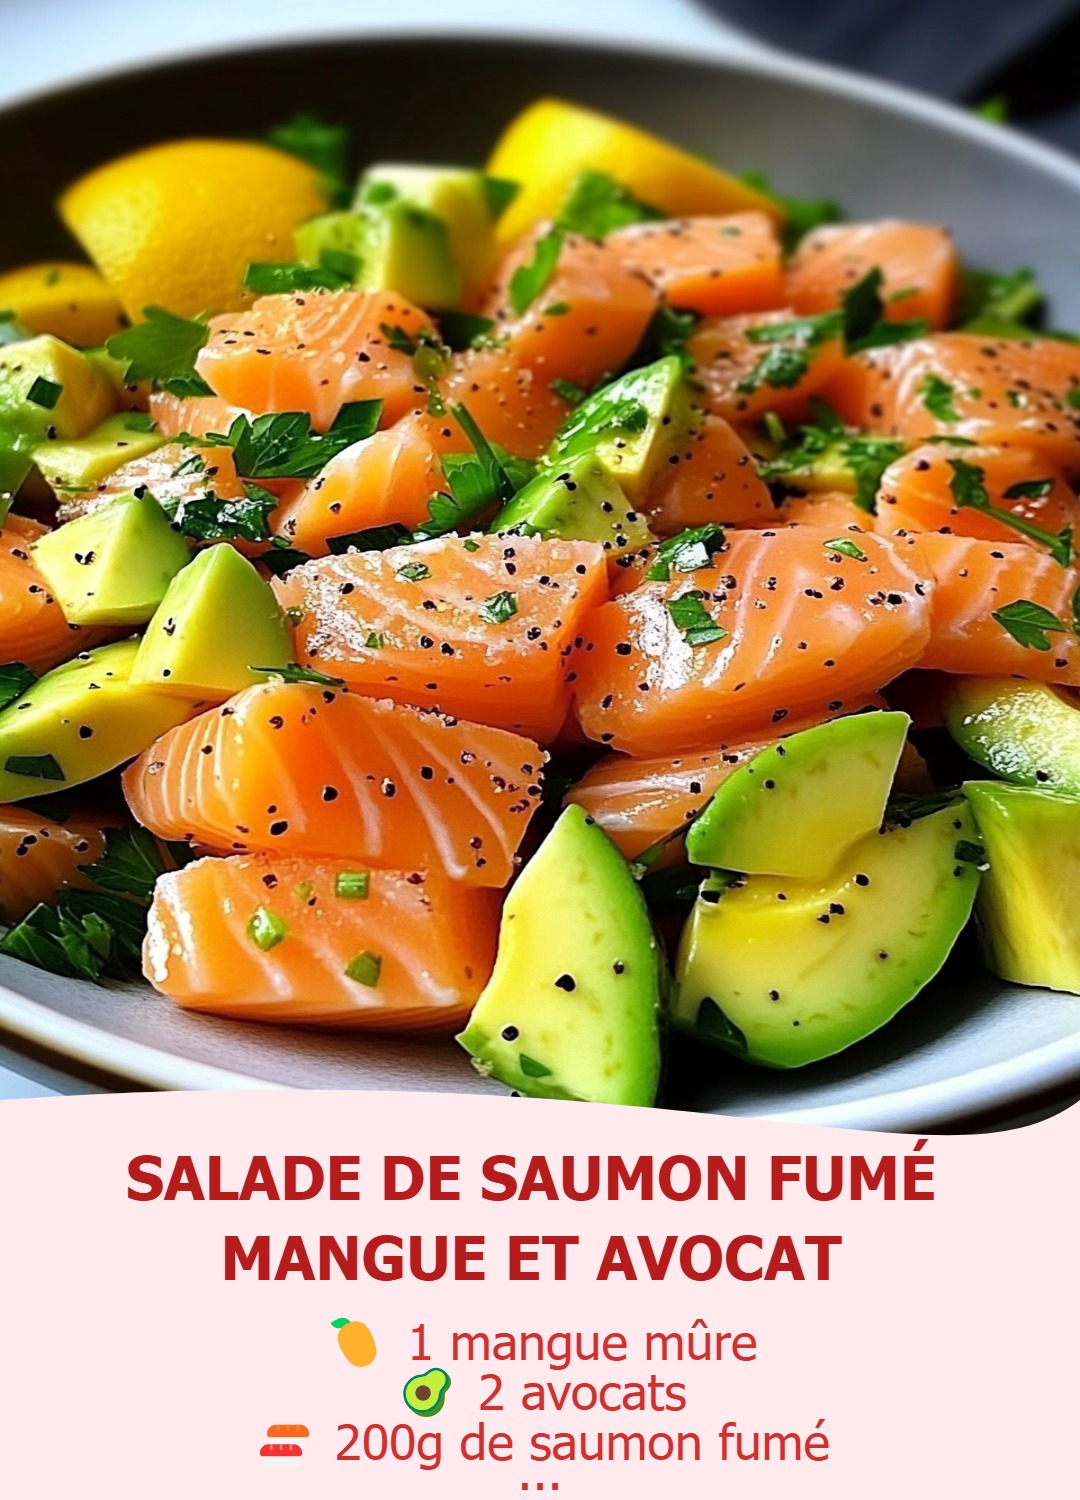 SALADE DE SAUMON FUMÉ
MANGUE ET AVOCAT
1 mangue mûre
2 avocats
200g de saumon fumé
...